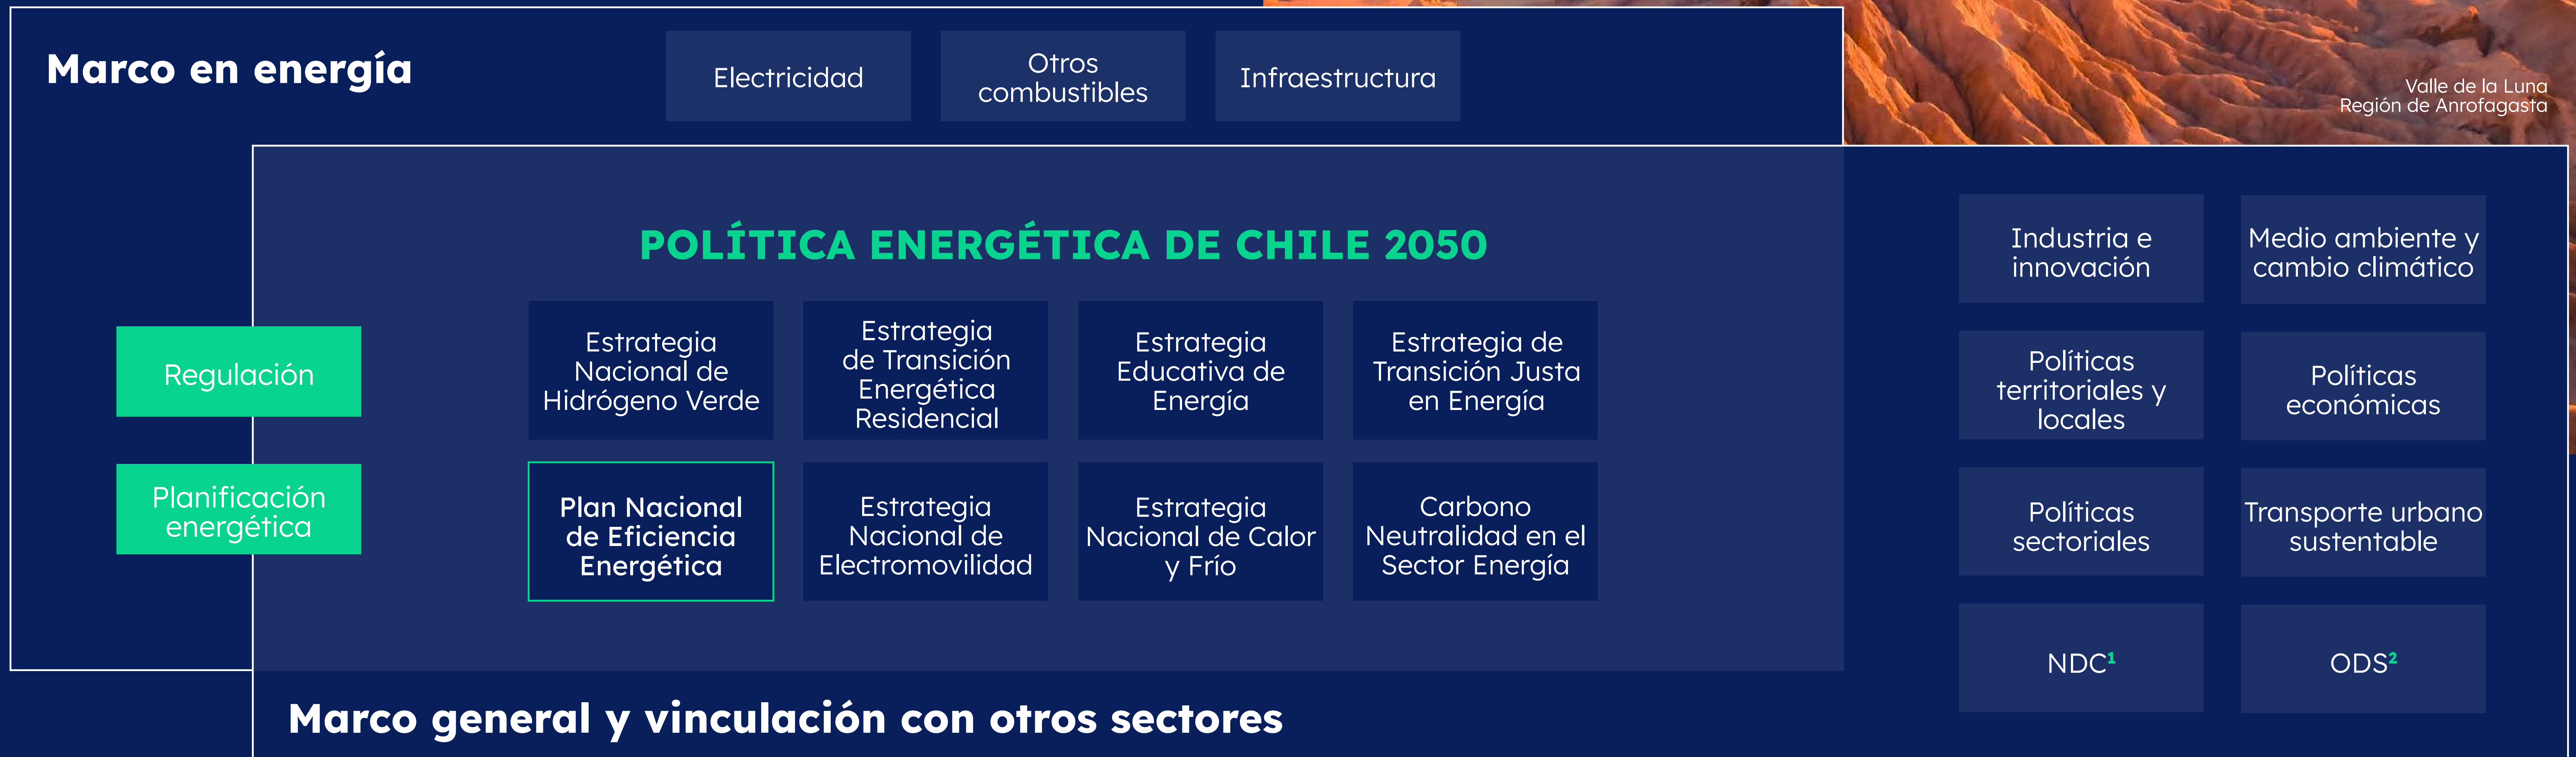 Marco en energía
Electricidad
Otros
combustibles
Infraestructura
Valle de la Luna
Región de Anrofagasta
POLÍTICA ENERGÉTICA DE CHILE 2050
Regulación
Planificación
energética
Estrategia
Nacional de
Hidrógeno Verde
Estrategia
de Transición
Energética
Residencial
Estrategia
Educativa de
Energía
Estrategia de
Transición Justa
en Energía
Plan Nacional
de Eficiencia
Energética
Estrategia
Nacional de
Electromovilidad
Estrategia
Nacional de Calor
y Frío
Carbono
Neutralidad en el
Sector Energía
Industria e
innovación
Medio ambiente y
cambio climático
Políticas
territoriales y
locales
Políticas
económicas
Políticas
sectoriales
Transporte urbano
sustentable
NDC¹
ODS²
Marco general y vinculación con otros sectores